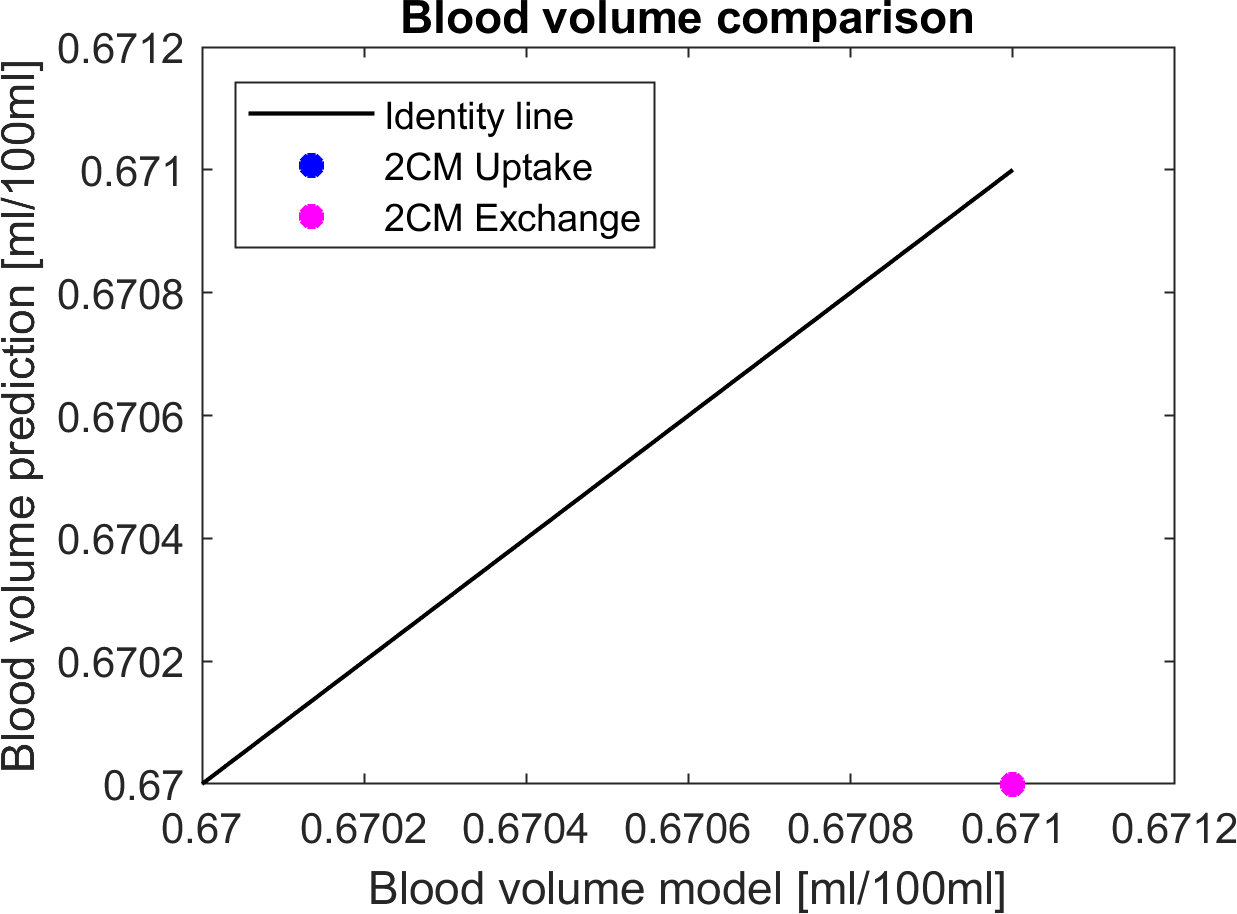 Blood volume comparison
0.6712
0.671
0.6708
0.6706
0.6704
0.6702
0.67
Blood volume prediction [ml/100ml]
Identity line
2CM Uptake
2CM Exchange
0.67 0.6702 0.6704 0.6706 0.6708 0.671 0.6712
Blood volume model [ml/100ml]